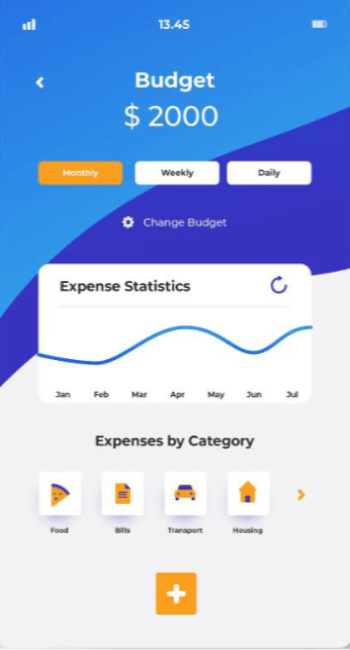 13.45
Budget
$ 2000
Monthly Weekly Daily
Change Budget
Expense Statistics
Jan Feb Mar Apr May Jun Jul
Expenses by Category
Food Bills Transport Housing